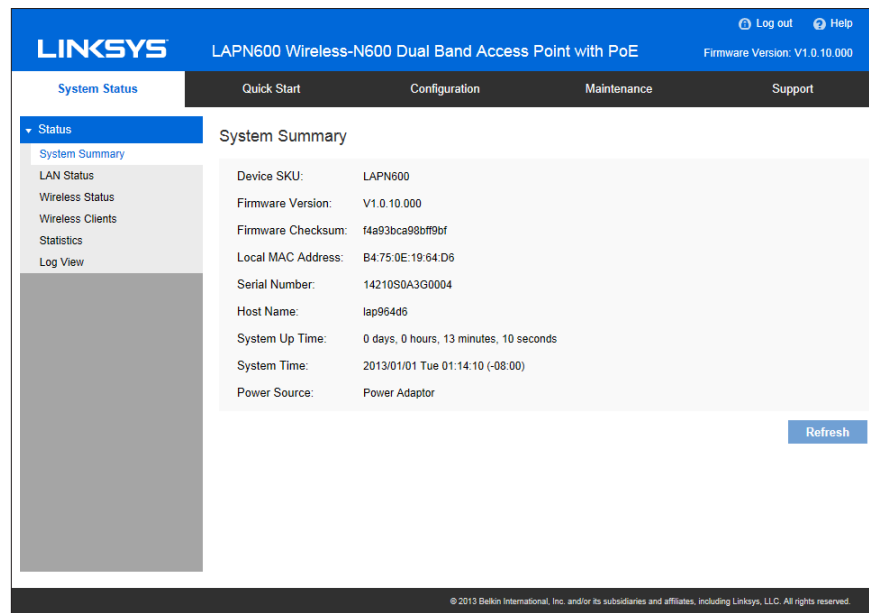 Log out
Help
LINKSYS
LAPN600 Wireless-N600 Dual Band Access Point with PoE
Firmware Version: V1.0.10.000
System Status
Quick Start
Configuration
Maintenance
Support
Status
System Summary
LAN Status
Wireless Status
Wireless Clients
Statistics
Log View
System Summary
Device SKU: LAPN600
Firmware Version: V1.0.10.000
Firmware Checksum: f4a93bca98bff9bf
Local MAC Address: B4:75:0E:19:64:D6
Serial Number: 14210S0A3G0004
Host Name: lap964d6
System Up Time: 0 days, 0 hours, 13 minutes, 10 seconds
System Time: 2013/01/01 Tue 01:14:10 (-08:00)
Power Source: Power Adaptor
Refresh
© 2013 Belkin International, Inc. and/or its subsidiaries and affiliates, including Linksys, LLC. All rights reserved.